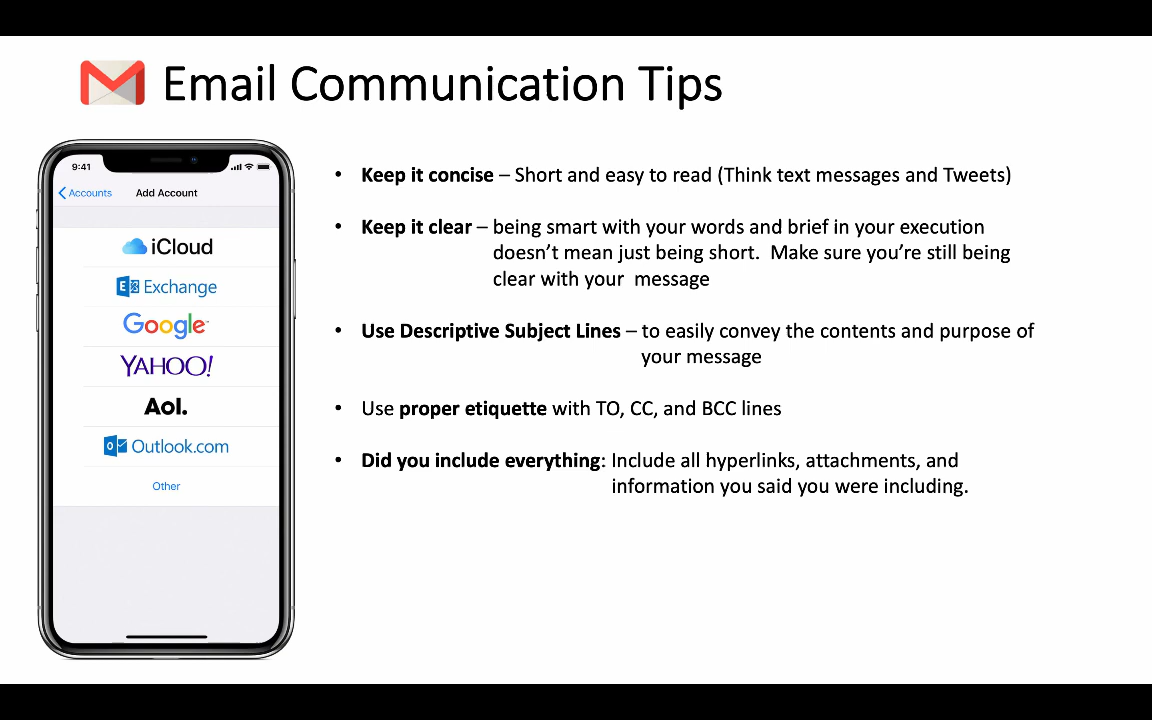 Email Communication Tips
9:41
Accounts Add Account
iCloud
Exchange
Google
YAHOO!
Aol.
Outlook.com
Other
• Keep it concise – Short and easy to read (Think text messages and Tweets)
• Keep it clear – being smart with your words and brief in your execution
doesn’t mean just being short.  Make sure you’re still being
clear with your  message
• Use Descriptive Subject Lines – to easily convey the contents and purpose of
your message
• Use proper etiquette with TO, CC, and BCC lines
• Did you include everything: Include all hyperlinks, attachments, and
information you said you were including.